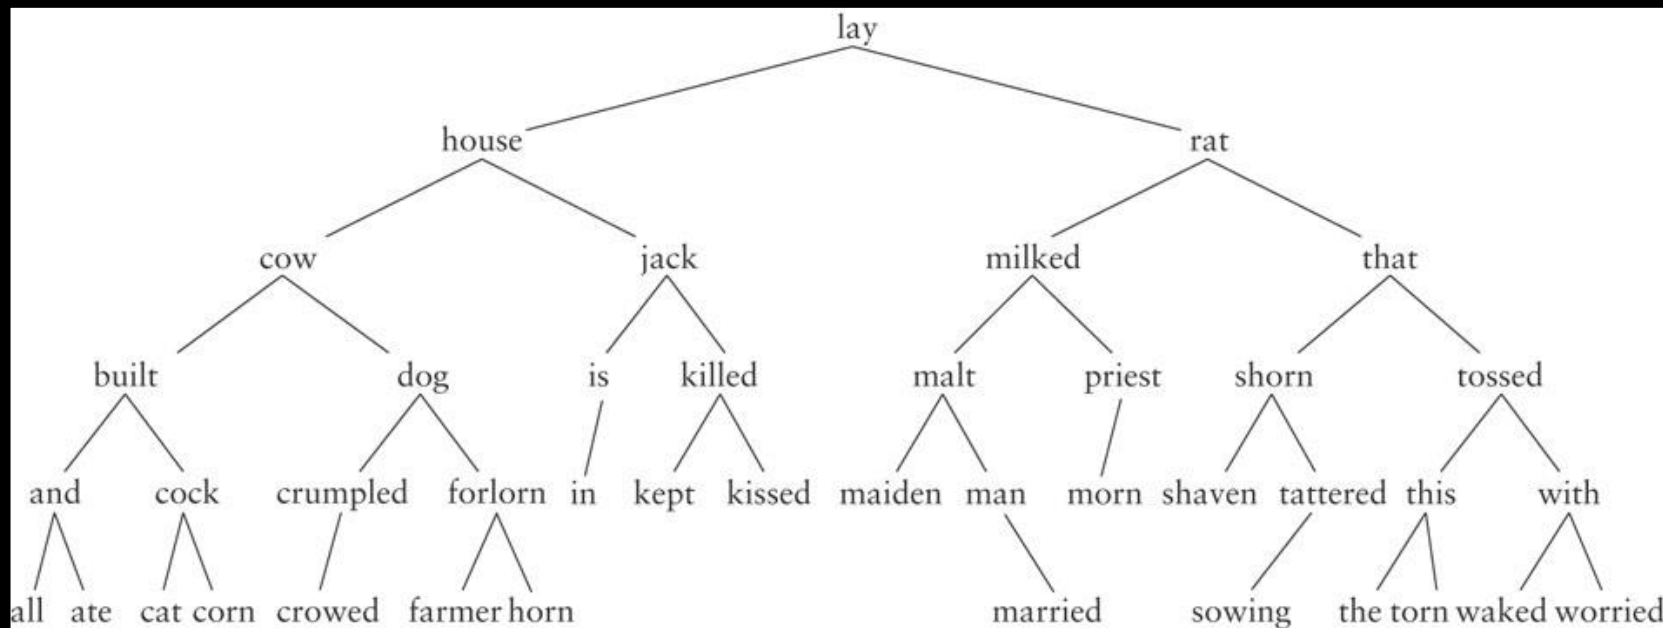 lay
house rat
cow jack milked that
built dog is killed malt priest shorn tossed
and cock crumpled forlorn in kept kissed maiden man morn shaven tattered this with
all ate cat corn crowed farmer horn married sowing the torn waked worried